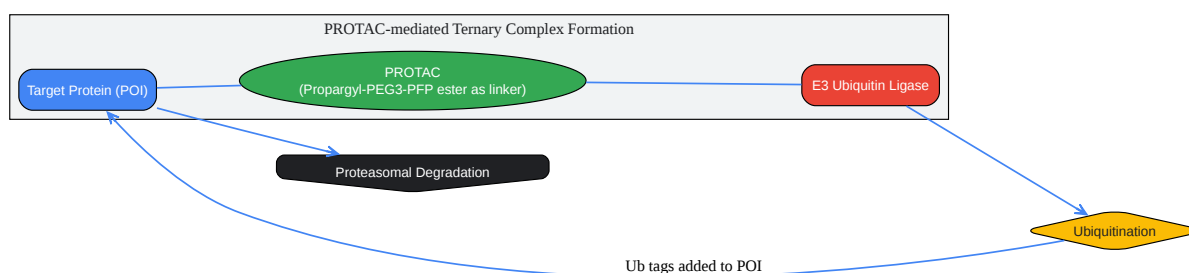 PROTAC-mediated Ternary Complex Formation
Target Protein (POI)
PROTAC
(Propargyl-PEG3-PFP ester as linker)
E3 Ubiquitin Ligase
Proteasomal Degradation
Ubiquitination
Ub tags added to POI